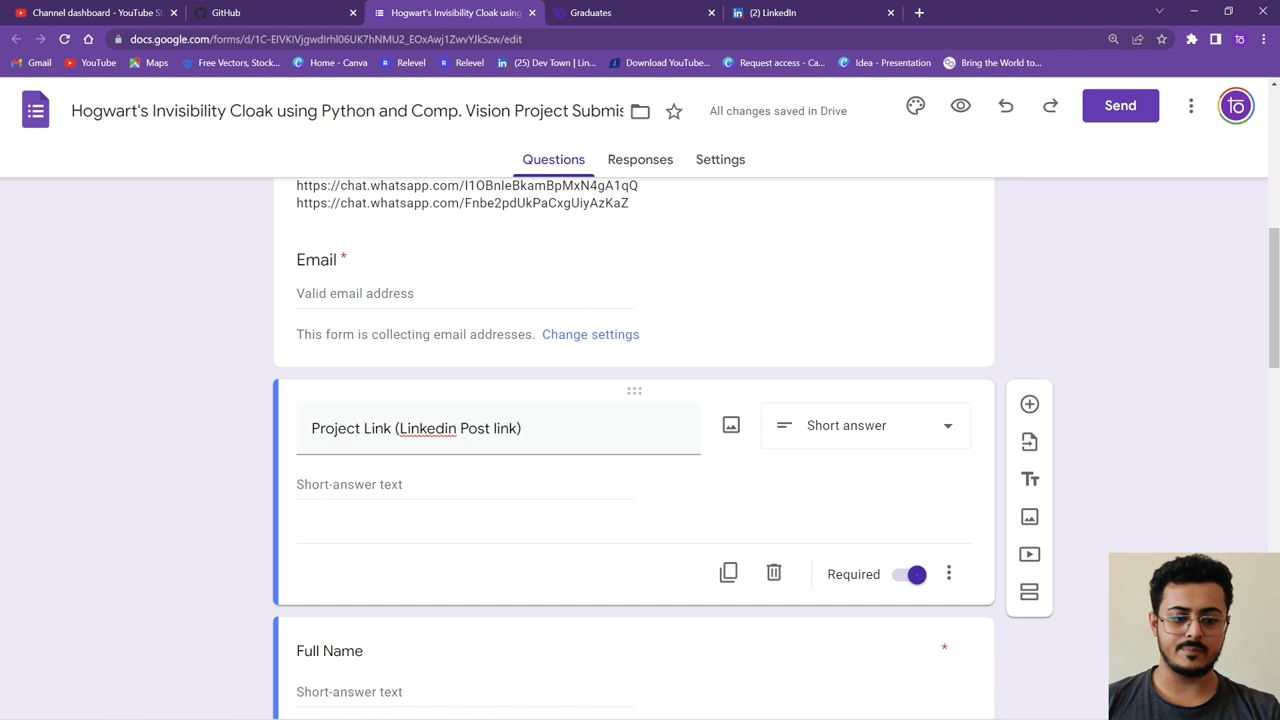 Channel dashboard - YouTube St
GitHub
Hogwart's Invisibility Cloak using
Graduates
(2) LinkedIn
docs.google.com/forms/d/1C-ElVKIVjgwdIrhl06UK7hNMU2_EOxAwj1ZwvYJkSzw/edit
Gmail
YouTube
Maps
Free Vectors, Stock...
Home - Canva
Relevel
Relevel
(25) Dev Town | Lin...
Download YouTube...
Request access - Ca...
Idea - Presentation
Bring the World to...
Hogwart's Invisibility Cloak using Python and Comp. Vision Project Submis
All changes saved in Drive
Send
Questions
Responses
Settings
https://chat.whatsapp.com/I1OBnleBkamBpMxN4gA1qQ
https://chat.whatsapp.com/Fnbe2pdUkPaCxgUiyAzKaZ
Email *
Valid email address
This form is collecting email addresses. Change settings
Project Link (Linkedin Post link)
Short answer
Short-answer text
Required
Full Name
*
Short-answer text